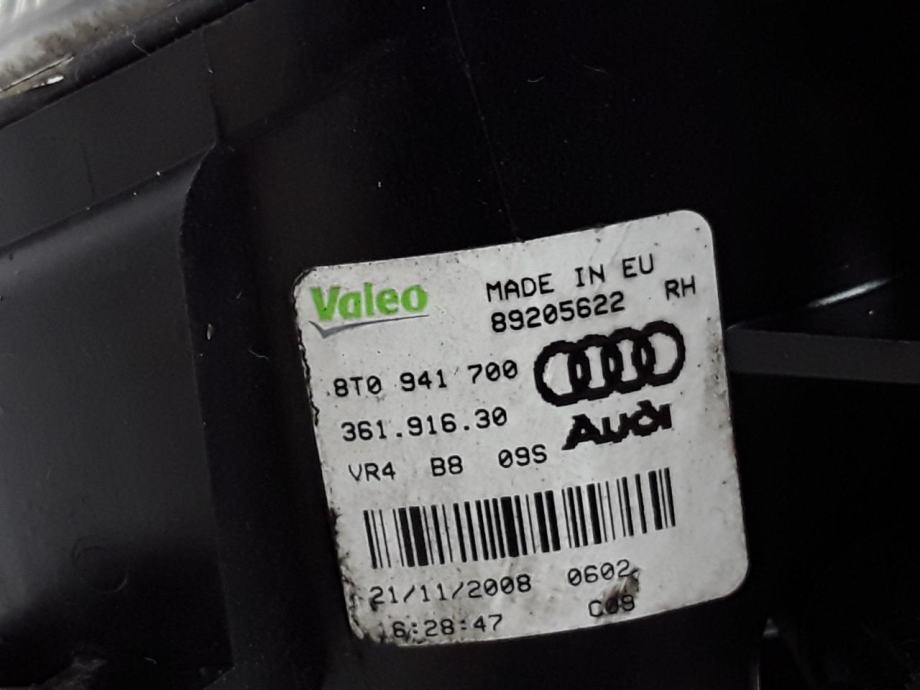 Valeo MADE IN EU
89205622 RH
8T0 941 700
361.916.30 Audi
VR4 B8 09S
21/11/2008 0602
6:28:47 C09